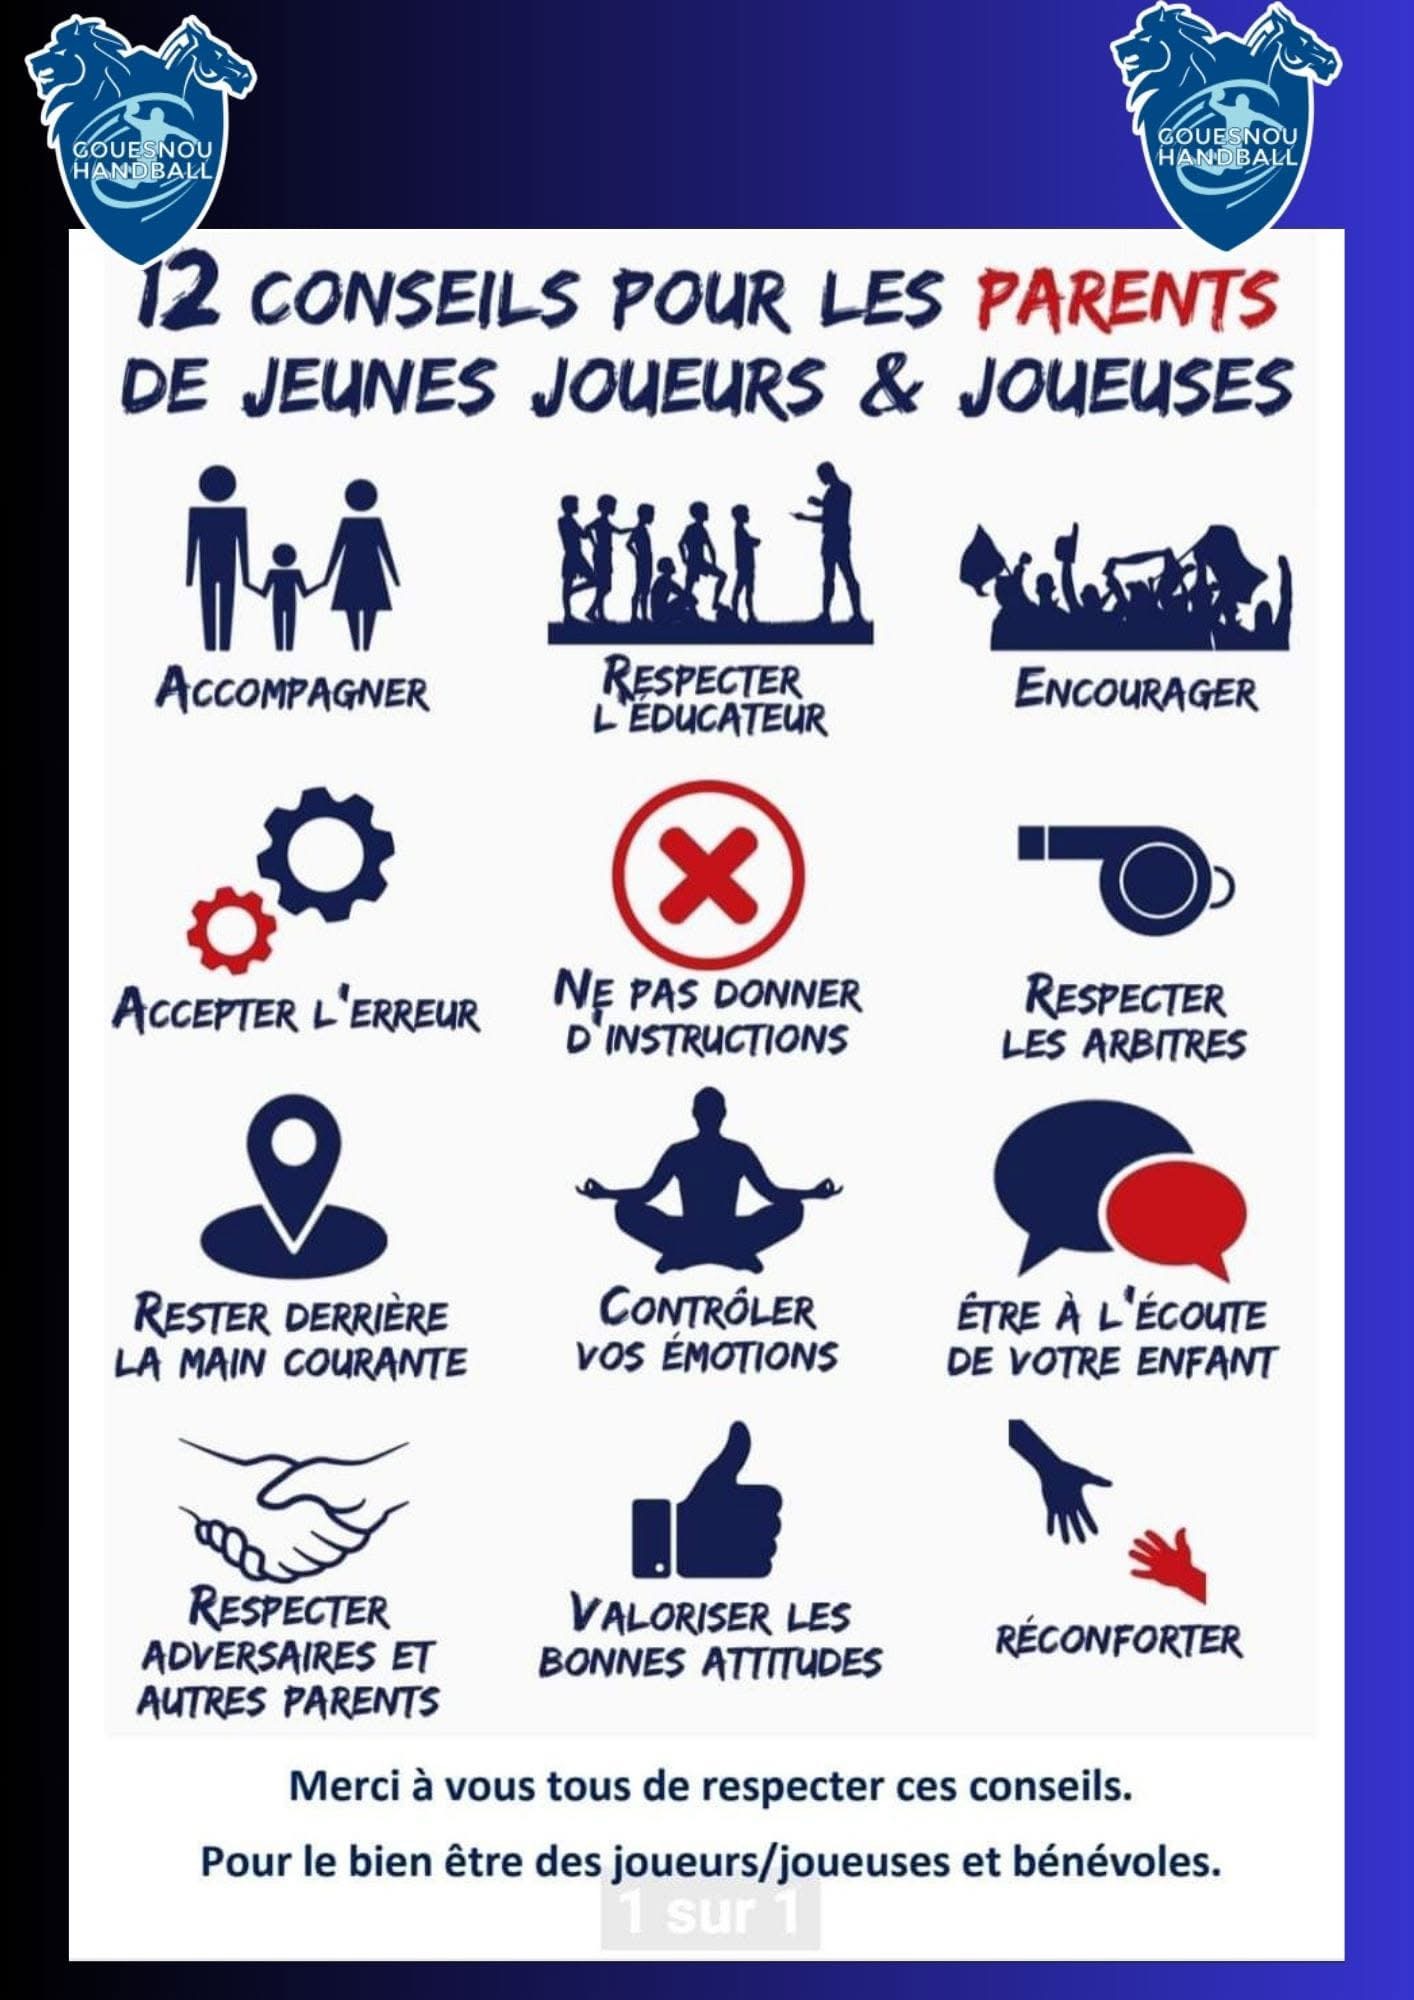 GOUESNOU
HANDBALL
GOUESNOU
HANDBALL
12 CONSEILS POUR LES PARENTS
DE JEUNES JOUEURS & JOUEUSES
ACCOMPAGNER
RESPECTER
L'ÉDUCATEUR
ENCOURAGER
ACCEPTER L'ERREUR
NE PAS DONNER
D'INSTRUCTIONS
RESPECTER
LES ARBITRES
RESTER DERRIÈRE
LA MAIN COURANTE
CONTRÔLER
VOS ÉMOTIONS
ÊTRE À L'ÉCOUTE
DE VOTRE ENFANT
RESPECTER
ADVERSAIRES ET
AUTRES PARENTS
VALORISER LES
BONNES ATTITUDES
RÉCONFORTER
Merci à vous tous de respecter ces conseils.
Pour le bien être des joueurs/joueuses et bénévoles.
1 sur 1